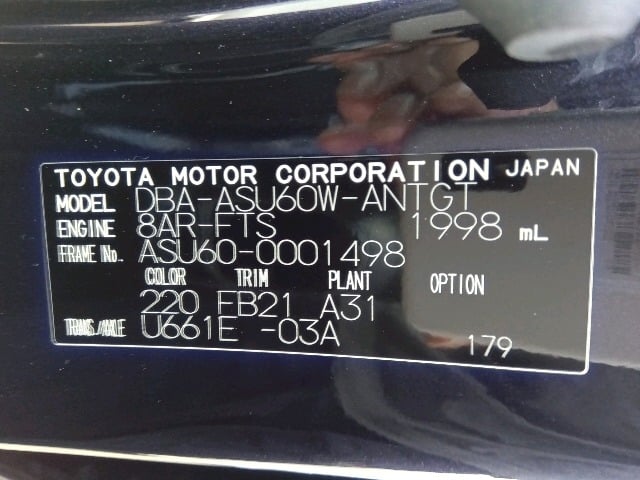 TOYOTA MOTOR CORPORATION JAPAN
MODEL DBA-ASU60W-ANTGT
ENGINE 8AR-FTS 1998 mL
FRAME No. ASU60-0001498
COLOR TRIM PLANT OPTION
220 FB21 A31
TRANS./AXLE U661E -03A 179